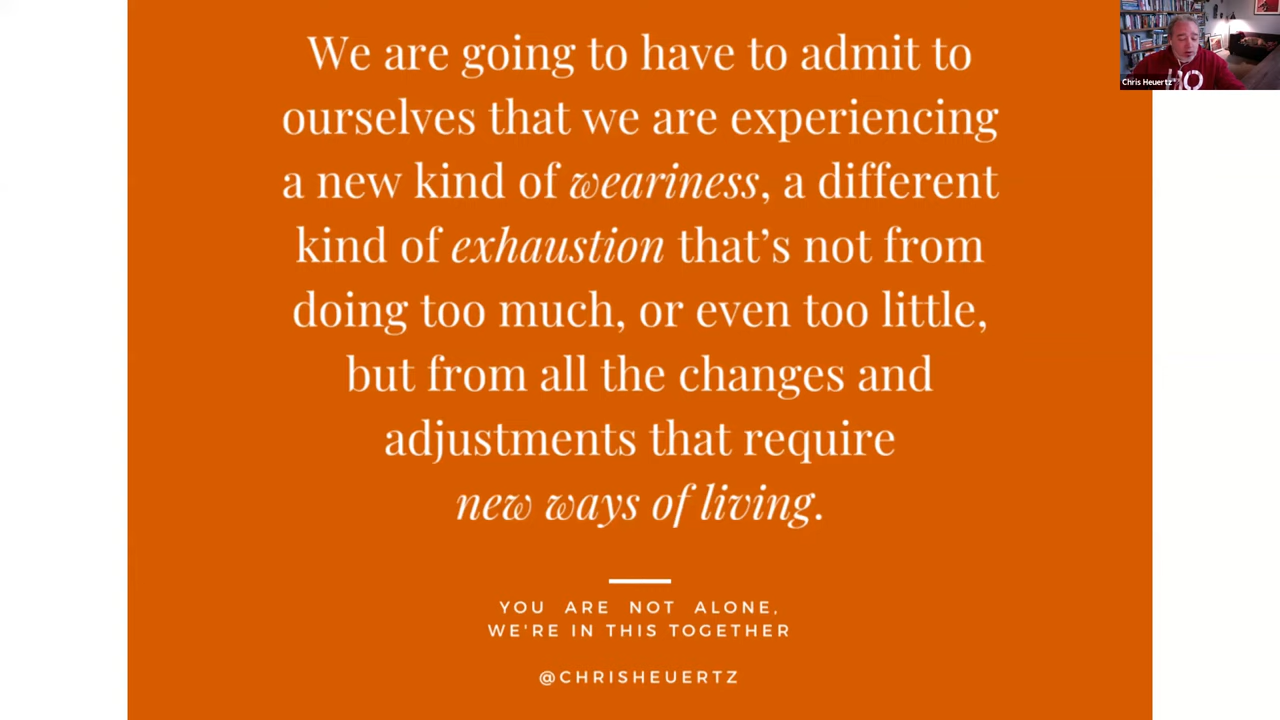 We are going to have to admit to
ourselves that we are experiencing
a new kind of weariness, a different
kind of exhaustion that’s not from
doing too much, or even too little,
but from all the changes and
adjustments that require
new ways of living.
YOU ARE NOT ALONE,
WE'RE IN THIS TOGETHER
@CHRISHEUERTZ
Chris Heuertz